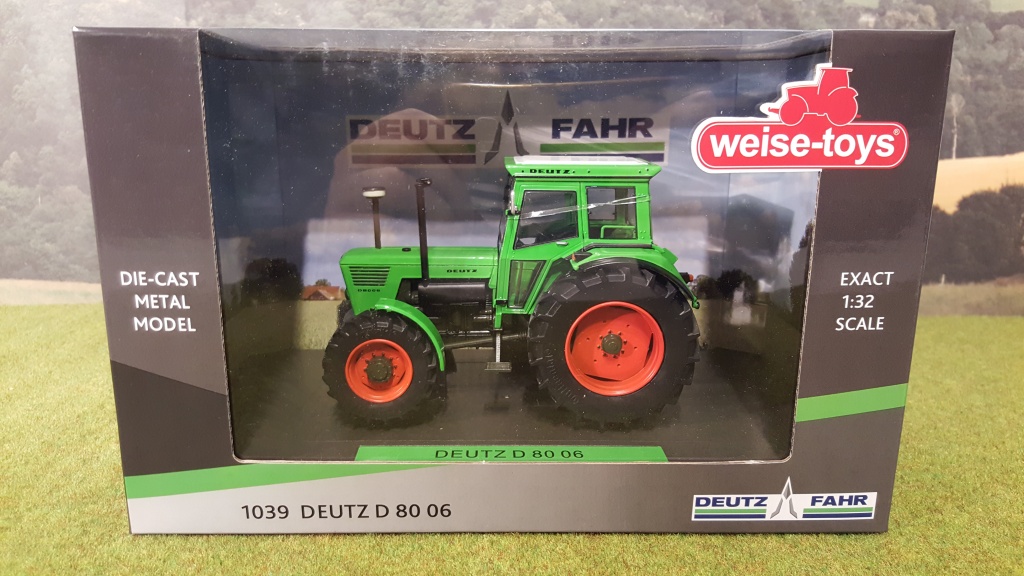 DEUTZ FAHR
weise-toys®
DEUTZ
DEUTZ
DIE-CAST
METAL
MODEL
EXACT
1:32
SCALE
DEUTZ D 80 06
1039 DEUTZ D 80 06
DEUTZ FAHR